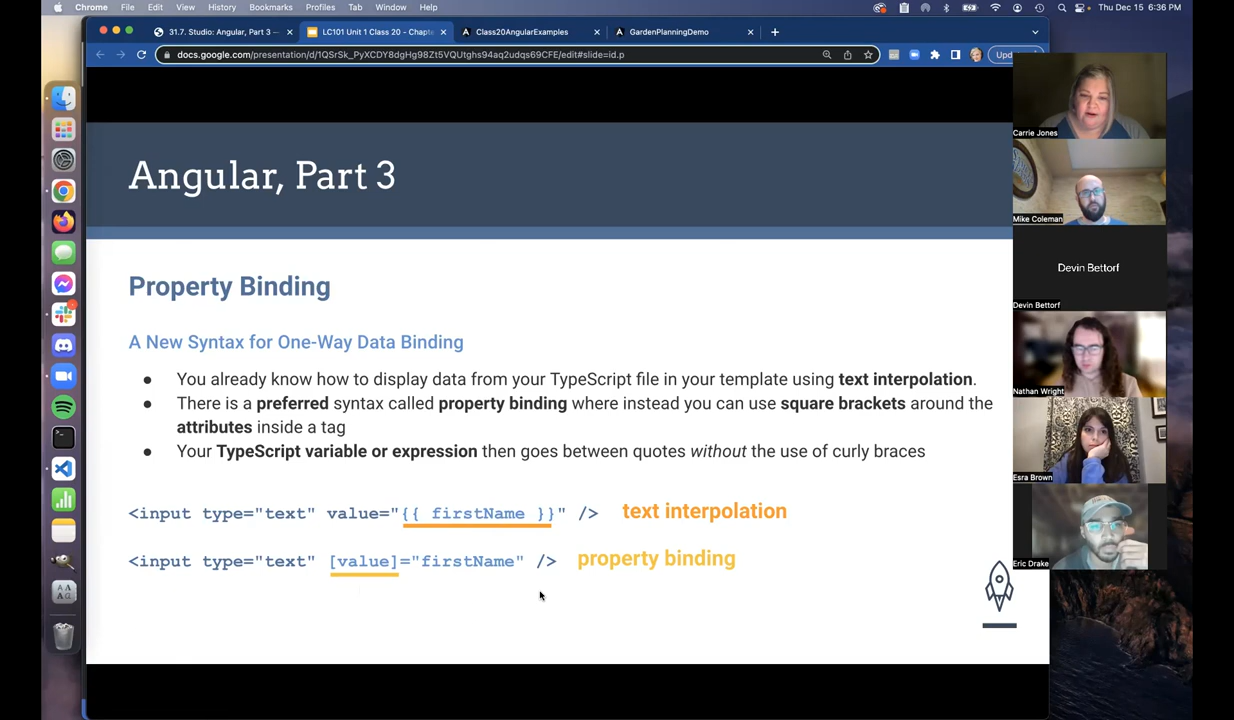 Chrome File Edit View History Bookmarks Profiles Tab Window Help Thu Dec 15 6:36 PM
31.7. Studio: Angular, Part 3 — LC101 Unit 1 Class 20 - Chapte Class20AngularExamples GardenPlanningDemo
docs.google.com/presentation/d/1QSrSk_PyXCDY8dgHg98Zt5VQUtghs94aq2udqs69CFE/edit#slide=id.p Upd
Angular, Part 3
Property Binding
A New Syntax for One-Way Data Binding
● You already know how to display data from your TypeScript file in your template using text interpolation.
● There is a preferred syntax called property binding where instead you can use square brackets around the
attributes inside a tag
● Your TypeScript variable or expression then goes between quotes without the use of curly braces
<input type="text" value="{{ firstName }}" /> text interpolation
<input type="text" [value]="firstName" /> property binding
Carrie Jones
Mike Coleman
Devin Bettorf
Devin Bettorf
Nathan Wright
Esra Brown
Eric Drake